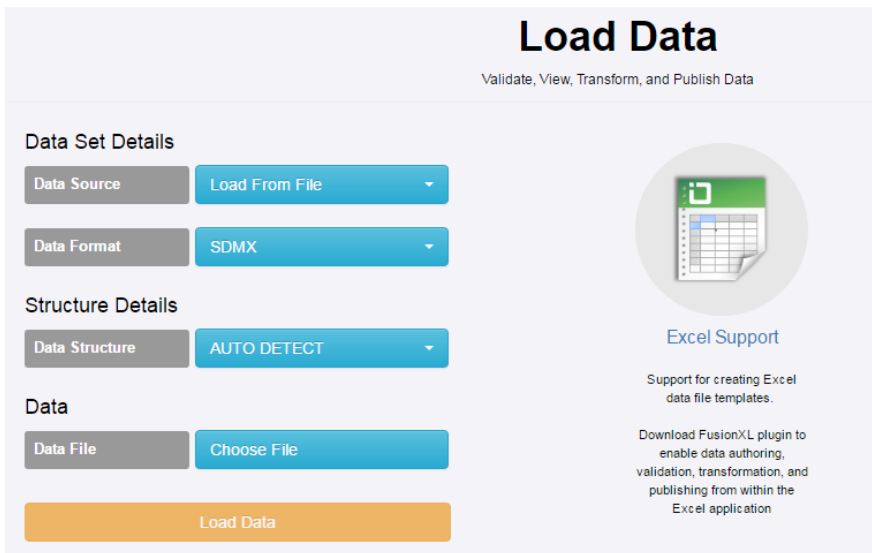 Load Data
Validate, View, Transform, and Publish Data
Data Set Details
Data Source
Load From File
Data Format
SDMX
Structure Details
Data Structure
AUTO DETECT
Data
Data File
Choose File
Load Data
Excel Support
Support for creating Excel
data file templates.
Download FusionXL plugin to
enable data authoring,
validation, transformation, and
publishing from within the
Excel application